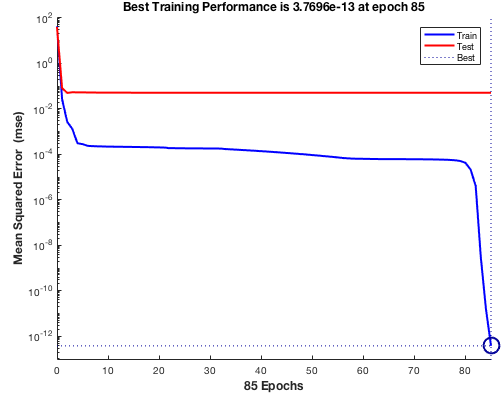 Best Training Performance is 3.7696e-13 at epoch 85
Train
Test
Best
Mean Squared Error  (mse)
10^2
10^0
10^-2
10^-4
10^-6
10^-8
10^-10
10^-12
0 10 20 30 40 50 60 70 80
85 Epochs